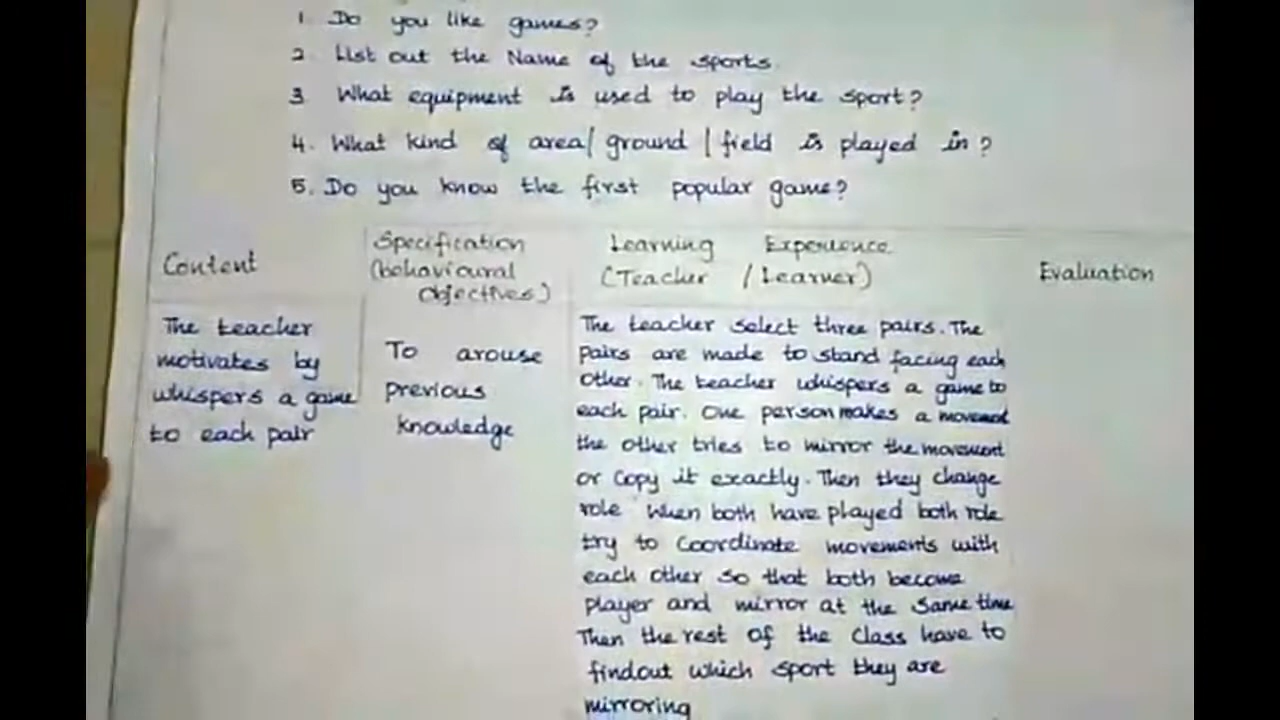 1. Do you like games?
2. List out the Name of the sports.
3 What equipment is used to play the sport?
4. What kind of area/ ground / field is played in?
5. Do you know the first popular game?
Content
Specification
(behavioural
Objectives)
Learning Experience
(Teacher / Learner)
Evaluation
The teacher
motivates by
whispers a game
to each pair
To arouse
previous
knowledge
The teacher select three pairs. The
pairs are made to stand facing each
other. The teacher whispers a game to
each pair. One person makes a movement
the other tries to mirror the movement
or copy it exactly. Then they change
role when both have played both role
try to coordinate movements with
each other so that both become
player and mirror at the same time
Then the rest of the class have to
findout which sport they are
mirroring